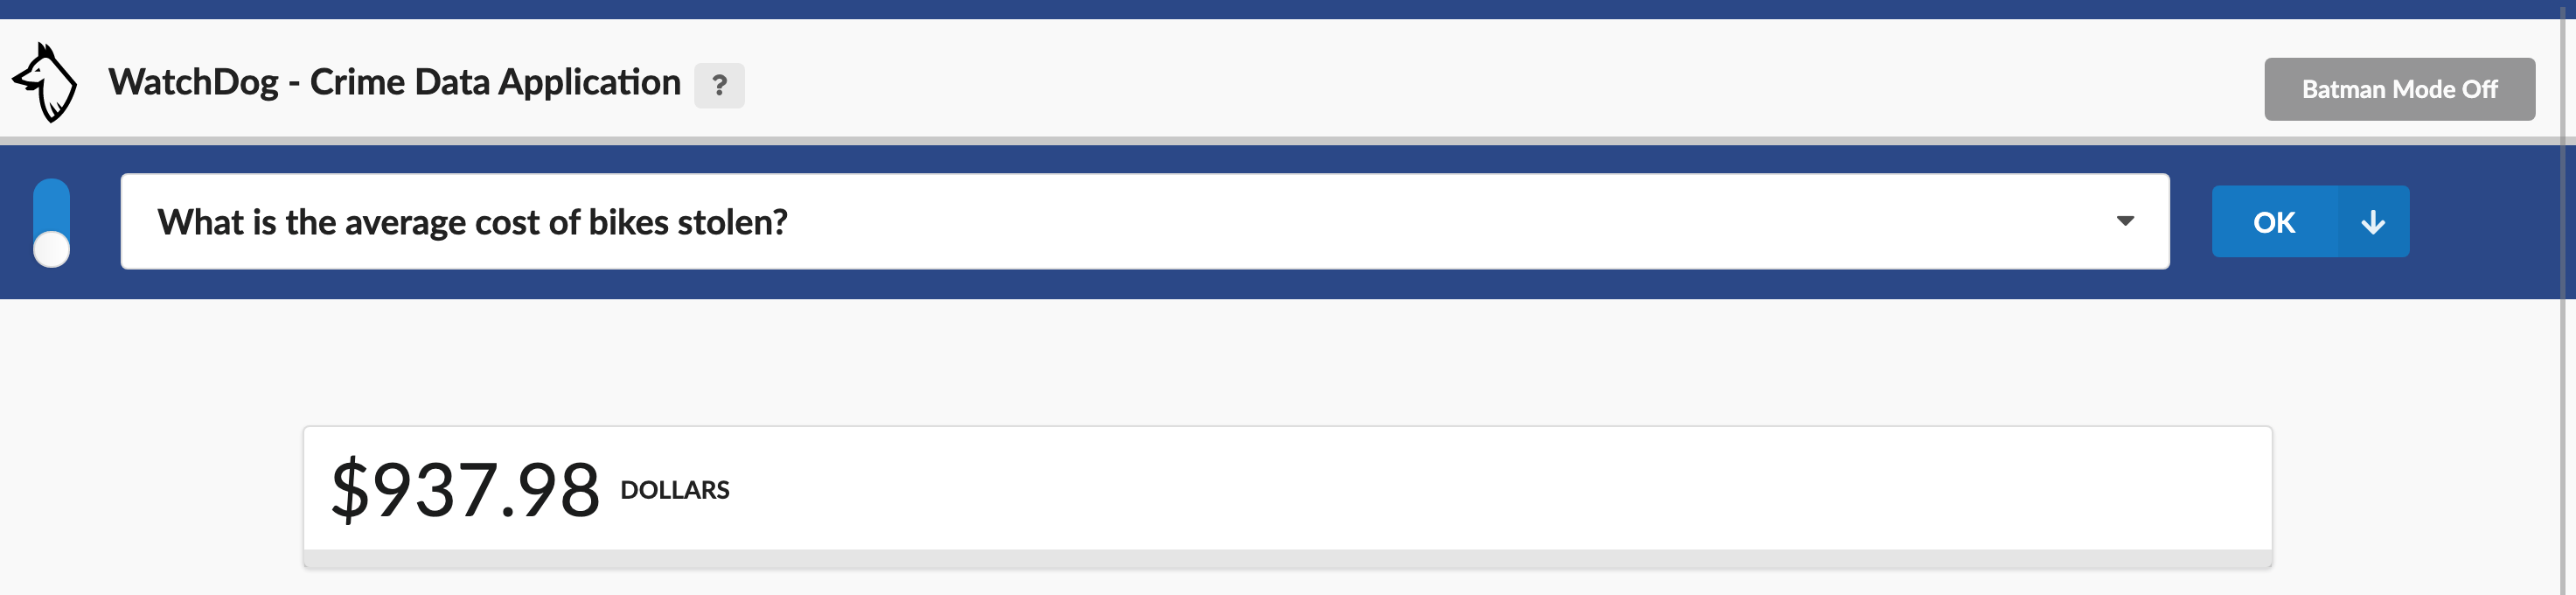 WatchDog - Crime Data Application ?
Batman Mode Off
What is the average cost of bikes stolen?
OK
$937.98 DOLLARS